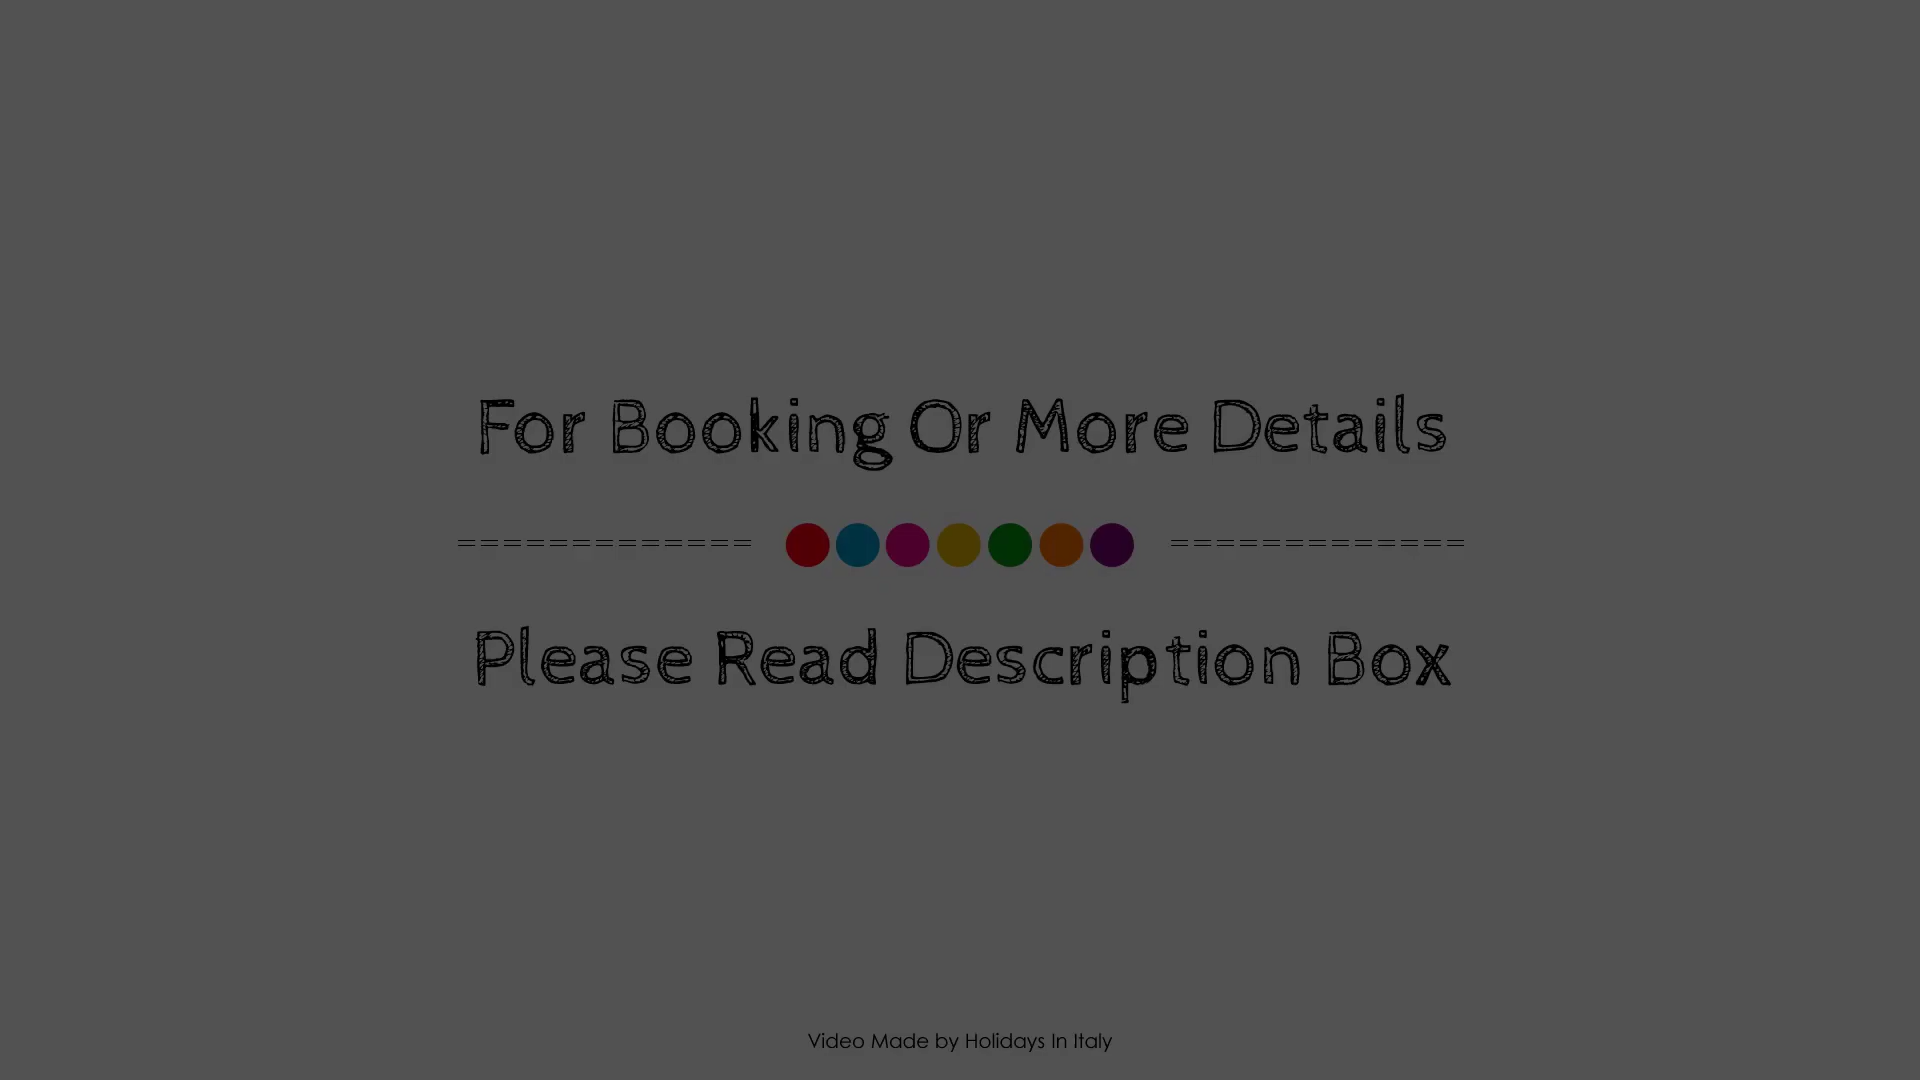 For Booking Or More Details
============= =============
Please Read Description Box
Video Made by Holidays In Italy